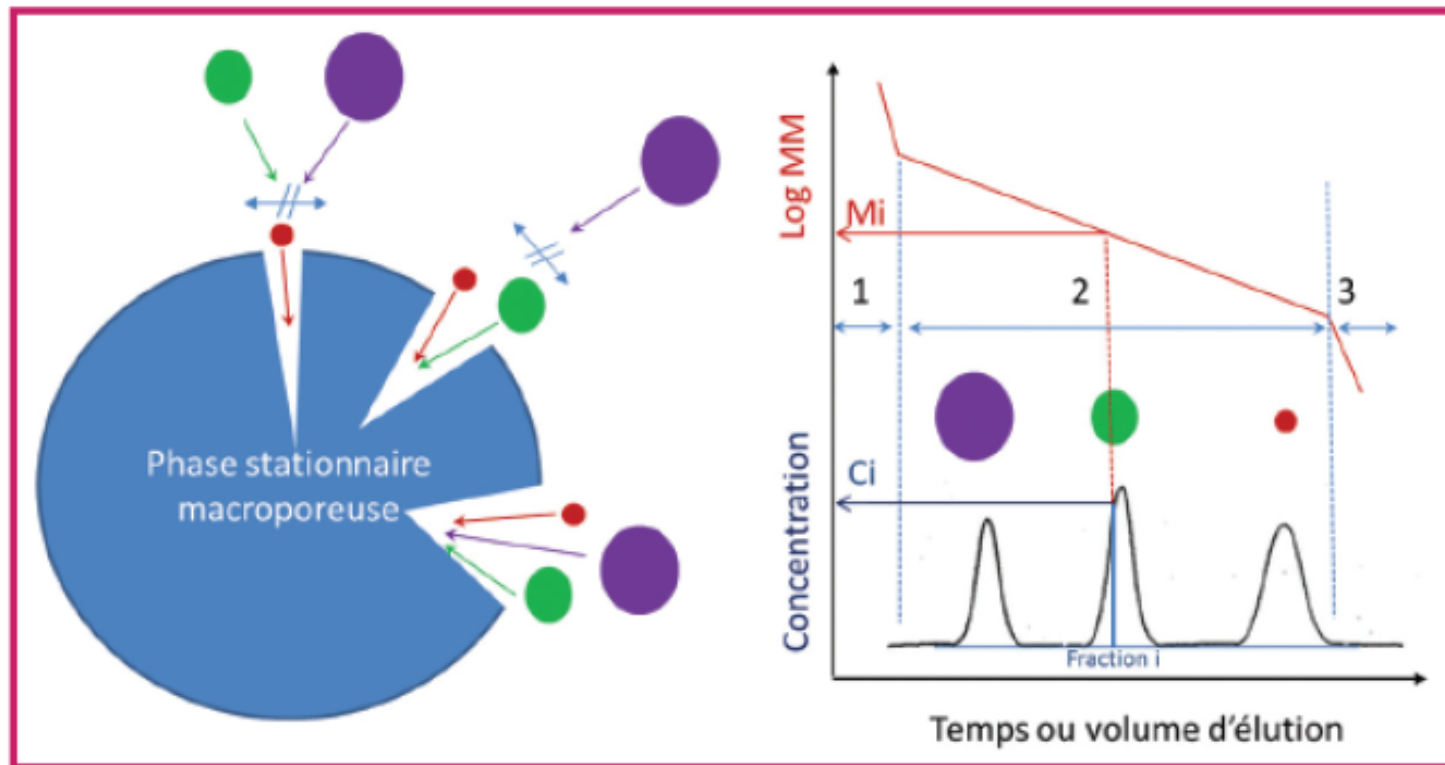 Phase stationnaire
macroporeuse
Log MM
Mi
1
2
3
Concentration
Ci
Fraction i
Temps ou volume d'élution